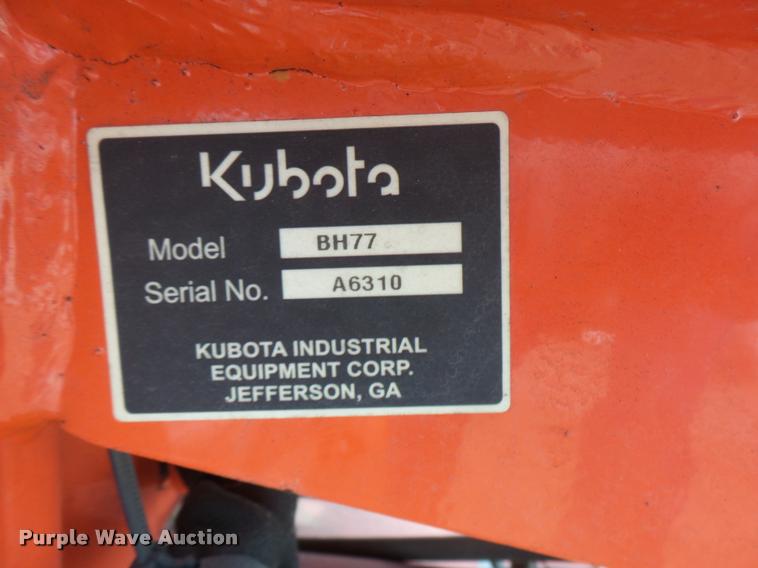 Kubota
Model BH77
Serial No. A6310
KUBOTA INDUSTRIAL
EQUIPMENT CORP.
JEFFERSON, GA
Purple Wave Auction®